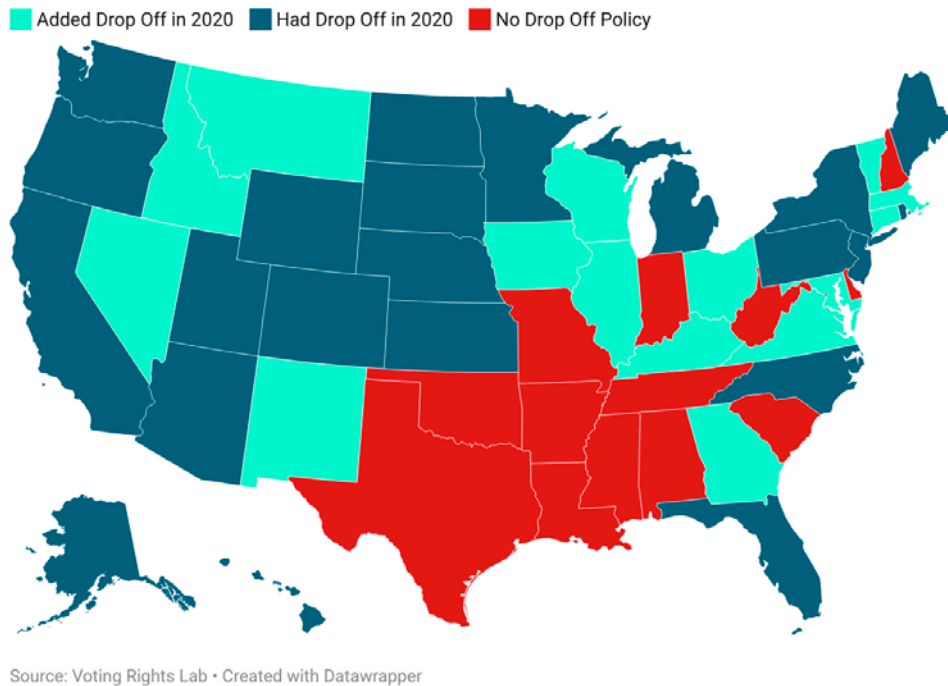 Added Drop Off in 2020 Had Drop Off in 2020 No Drop Off Policy
Source: Voting Rights Lab • Created with Datawrapper